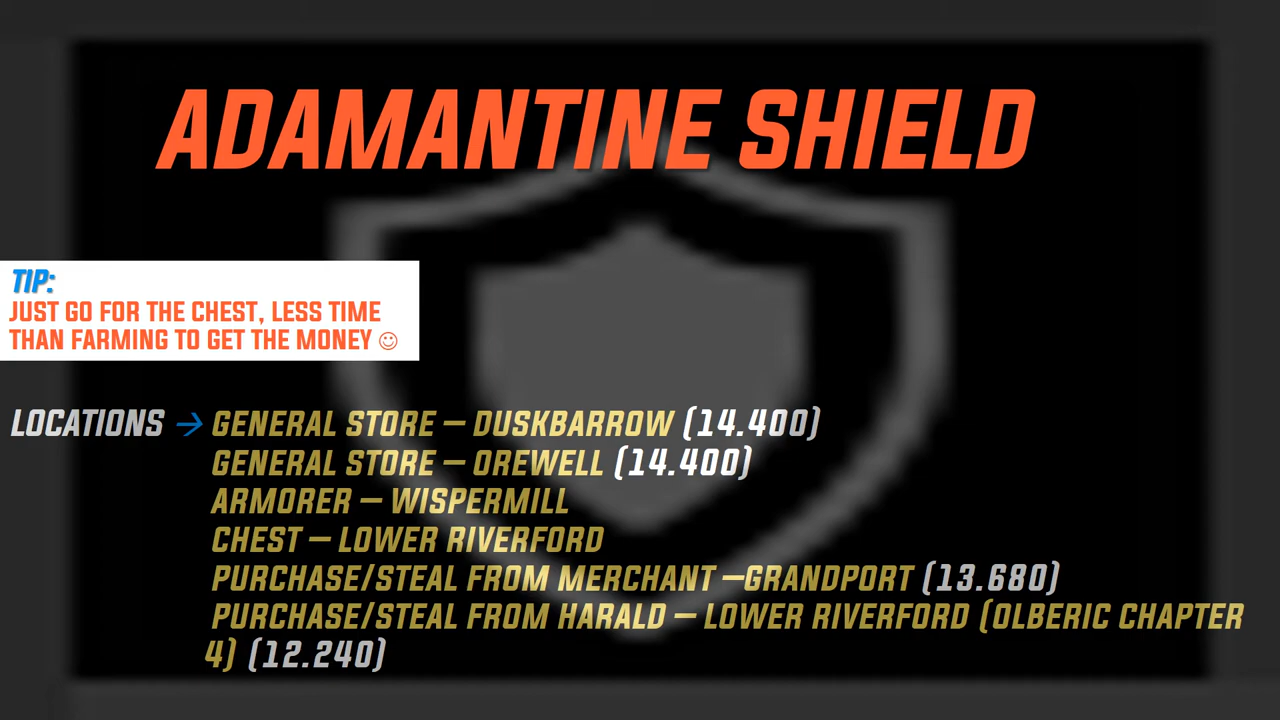 ADAMANTINE SHIELD
TIP:
JUST GO FOR THE CHEST, LESS TIME
THAN FARMING TO GET THE MONEY ☺
LOCATIONS → GENERAL STORE – DUSKBARROW (14.400)
GENERAL STORE – OREWELL (14.400)
ARMORER – WISPERMILL
CHEST – LOWER RIVERFORD
PURCHASE/STEAL FROM MERCHANT –GRANDPORT (13.680)
PURCHASE/STEAL FROM HARALD – LOWER RIVERFORD (OLBERIC CHAPTER
4) (12.240)